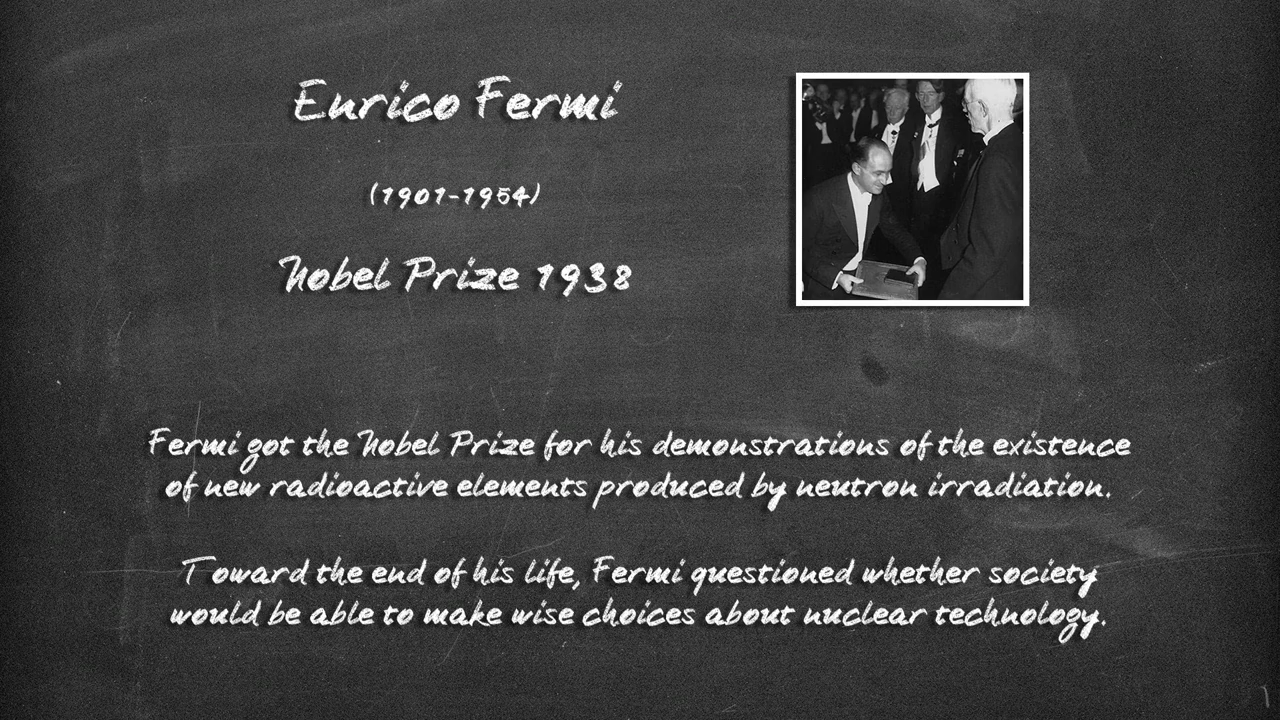 Enrico Fermi
(1901-1954)
Nobel Prize 1938
Fermi got the Nobel Prize for his demonstrations of the existence
of new radioactive elements produced by neutron irradiation.
Toward the end of his life, Fermi questioned whether society
would be able to make wise choices about nuclear technology.